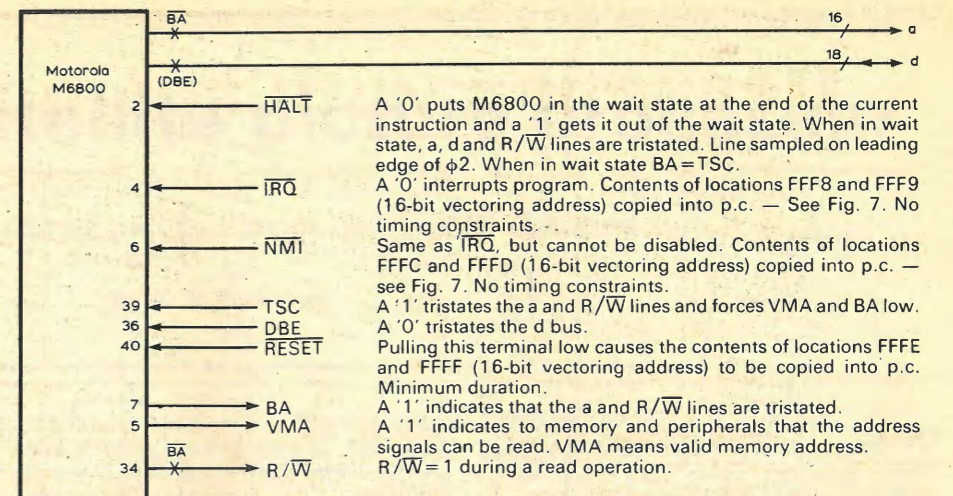 B̅A̅
16
a
18
d
Motorola
M6800
(DBE)
2 H̅A̅L̅T̅ A '0' puts M6800 in the wait state at the end of the current
instruction and a '1' gets it out of the wait state. When in wait
state, a, d and R/W̅ lines are tristated. Line sampled on leading
edge of ϕ2. When in wait state BA=TSC.
4 I̅R̅Q̅ A '0' interrupts program. Contents of locations FFF8 and FFF9
(16-bit vectoring address) copied into p.c. — See Fig. 7. No
timing constraints.
6 N̅M̅I̅ Same as I̅R̅Q̅, but cannot be disabled. Contents of locations
FFFC and FFFD (16-bit vectoring address) copied into p.c. —
see Fig. 7. No timing constraints.
39 TSC A '1' tristates the a and R/W̅ lines and forces VMA and BA low.
36 DBE A '0' tristates the d bus.
40 R̅E̅S̅E̅T̅ Pulling this terminal low causes the contents of locations FFFE
and FFFF (16-bit vectoring address) to be copied into p.c.
Minimum duration.
7 BA A '1' indicates that the a and R/W̅ lines are tristated.
5 VMA A '1' indicates to memory and peripherals that the address
signals can be read. VMA means valid memory address.
B̅A̅
34 R/W̅ R/W̅=1 during a read operation.